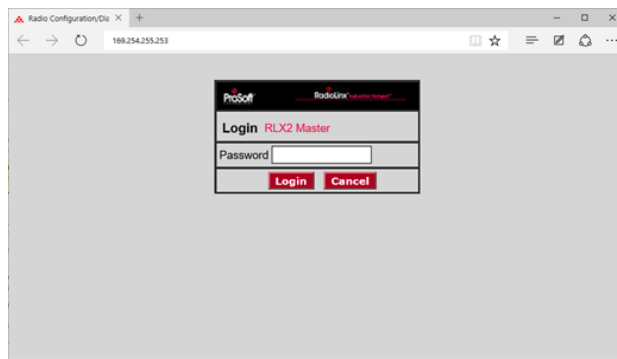 Radio Configuration/Dia
169.254.255.253
ProSoft RadioLinx
Login RLX2 Master
Password
Login Cancel